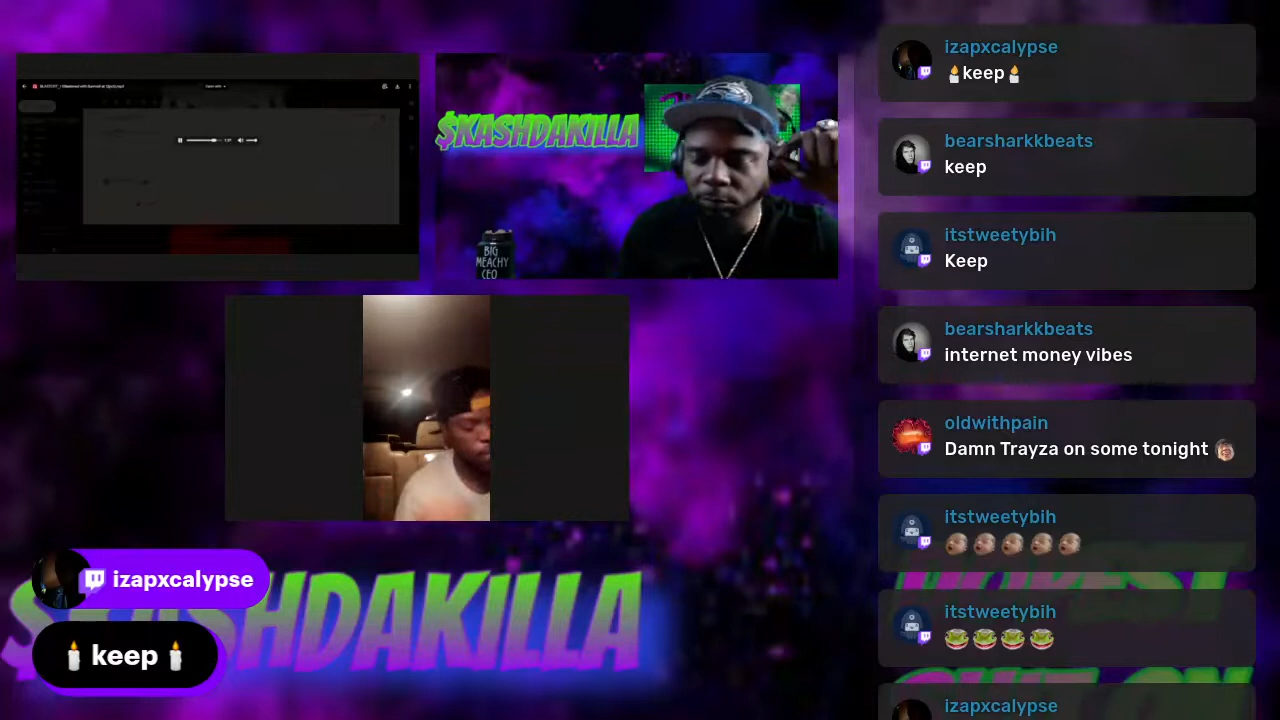 $KASHDAKILLA
BIG
MEACHY
CEO
izapxcalypse
🕯️keep🕯️
bearsharkkbeats
keep
itstweetybih
Keep
bearsharkkbeats
internet money vibes
oldwithpain
Damn Trayza on some tonight
itstweetybih
itstweetybih
izapxcalypse
$KASHDAKILLA
izapxcalypse
🕯️keep🕯️